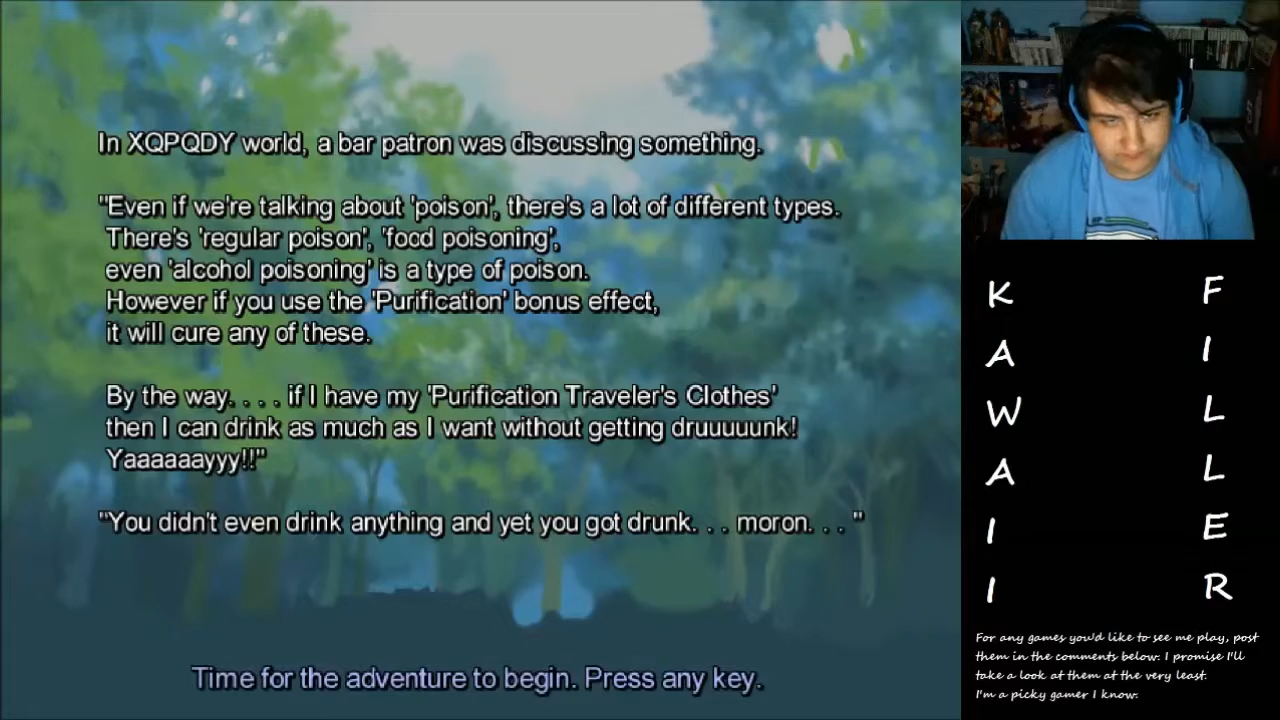 In XQPQDY world, a bar patron was discussing something.
"Even if we're talking about 'poison', there's a lot of different types.
There's 'regular poison', 'food poisoning',
even 'alcohol poisoning' is a type of poison.
However if you use the 'Purification' bonus effect,
it will cure any of these.
By the way. . . . if I have my 'Purification Traveler's Clothes'
then I can drink as much as I want without getting druuuuunk!
Yaaaaaayyy!!"
"You didn't even drink anything and yet you got drunk. . . moron. . . "
Time for the adventure to begin. Press any key.
KAWAII
FILLER
For any games you'd like to see me play, post
them in the comments below. I promise I'll
take a look at them at the very least.
I'm a picky gamer I know.